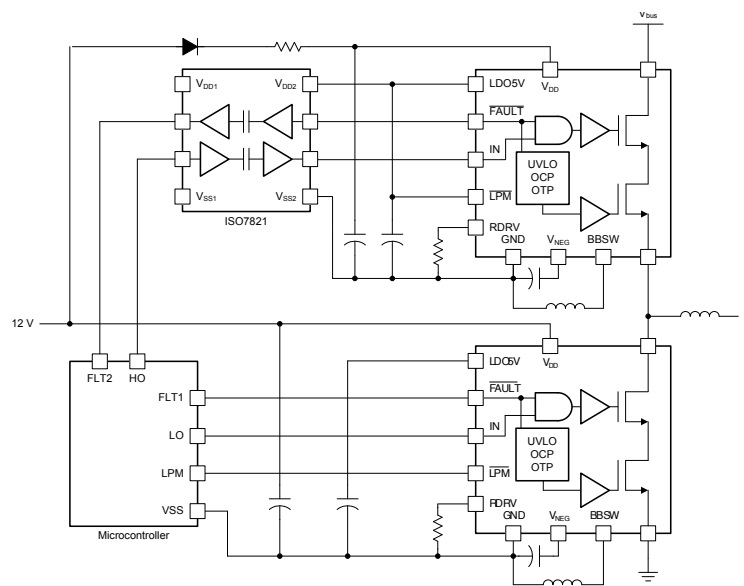 Vbus
VDD1
VDD2
LDO5V
VDD
FAULT
IN
UVLO
OCP
OTP
VSS1
VSS2
LPM
ISO7821
RDRV
GND
VNEG
BBSW
12 V
FLT2
HO
LDO5V
VDD
FLT1
FAULT
LO
IN
UVLO
OCP
OTP
LPM
LPM
RDRV
VSS
GND
VNEG
BBSW
Microcontroller